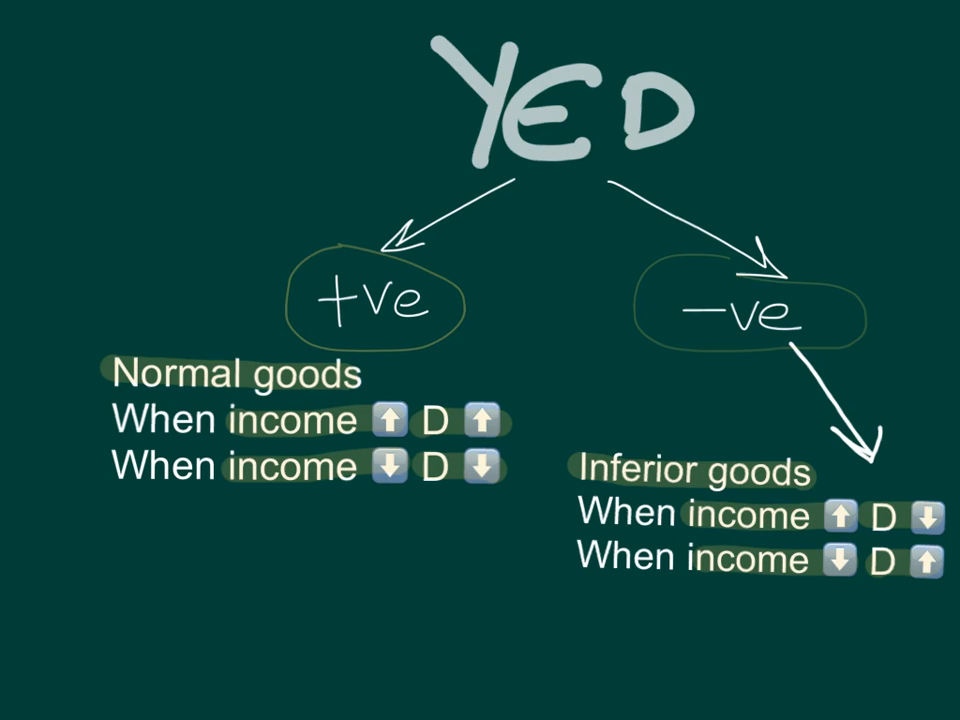 YED
+ve
-ve
Normal goods
When income ⬆️ D ⬆️
When income ⬇️ D ⬇️
Inferior goods
When income ⬆️ D ⬇️
When income ⬇️ D ⬆️